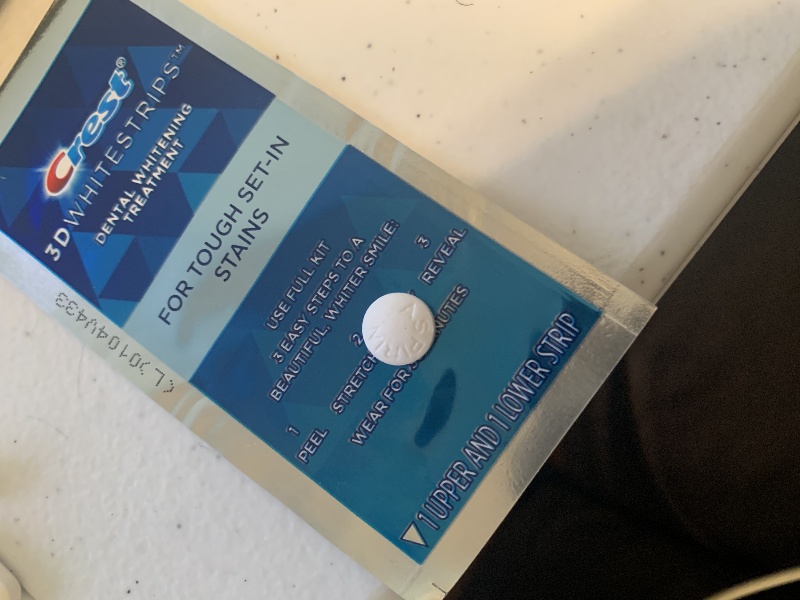 Crest®
3D WHITESTRIPS™
DENTAL WHITENING
TREATMENT
FOR TOUGH SET-IN
STAINS
USE FULL KIT
3 EASY STEPS TO A
BEAUTIFUL, WHITER SMILE:
1 2 3
PEEL STRETCH REVEAL
WEAR FOR
1 UPPER AND 1 LOWER STRIP